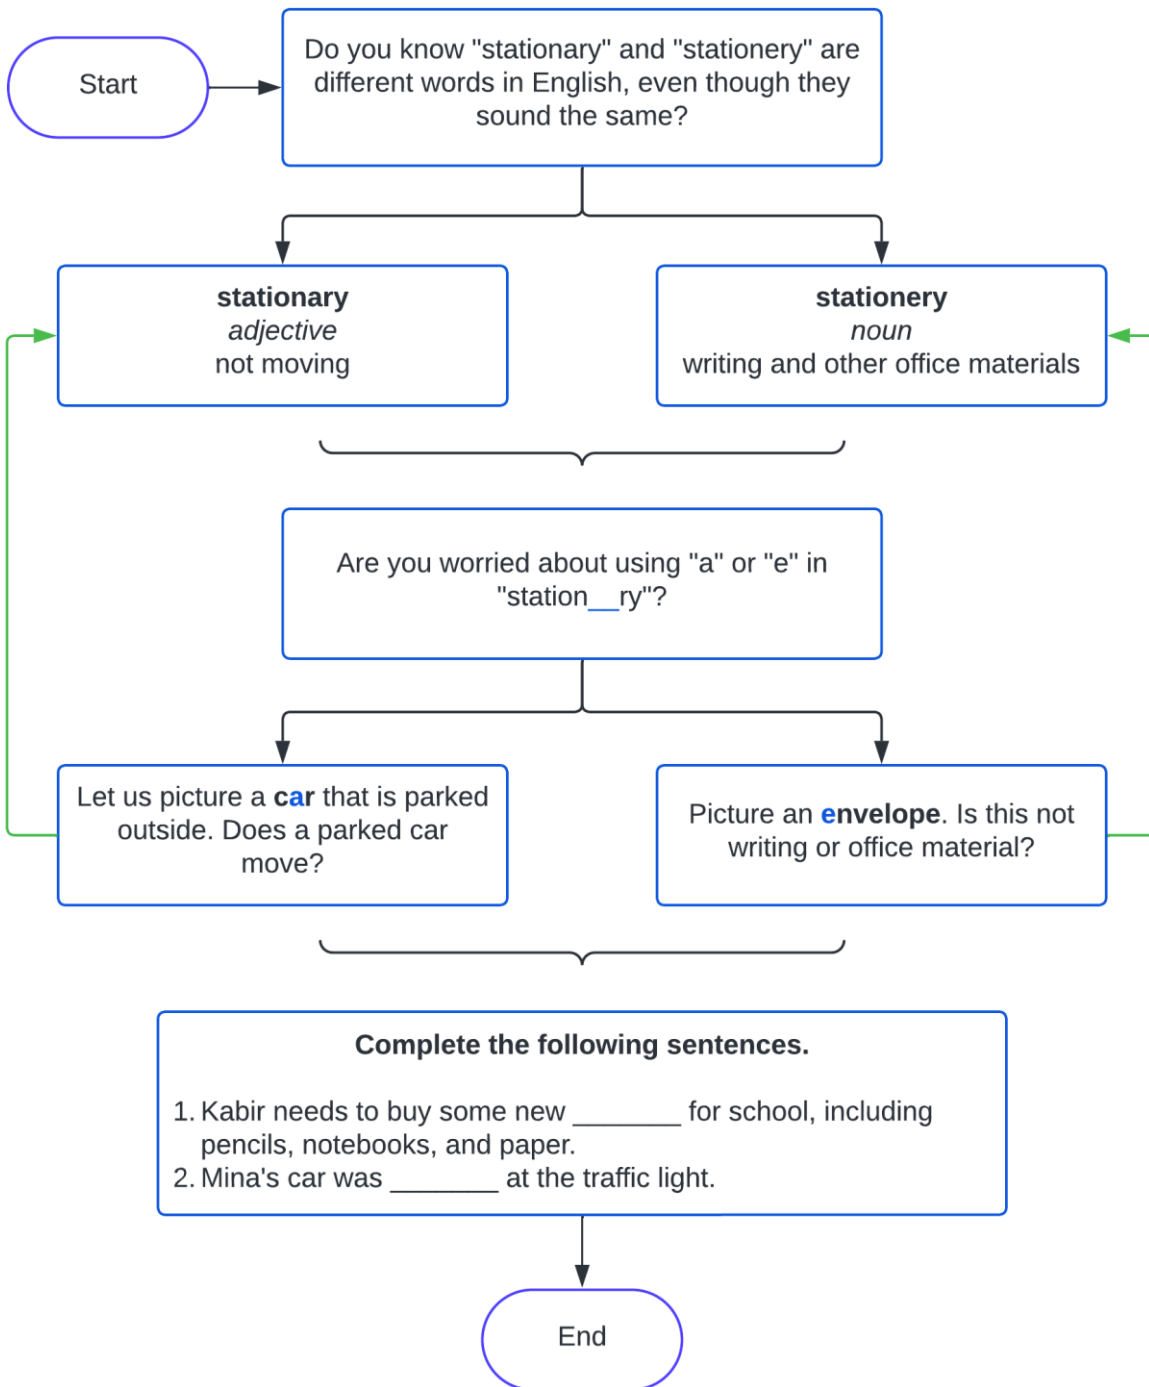 Start
Do you know "stationary" and "stationery" are
different words in English, even though they
sound the same?
stationary
adjective
not moving
stationery
noun
writing and other office materials
Are you worried about using "a" or "e" in
"station__ry"?
Let us picture a car that is parked
outside. Does a parked car
move?
Picture an envelope. Is this not
writing or office material?
Complete the following sentences.
1. Kabir needs to buy some new _______ for school, including
pencils, notebooks, and paper.
2. Mina's car was _______ at the traffic light.
End